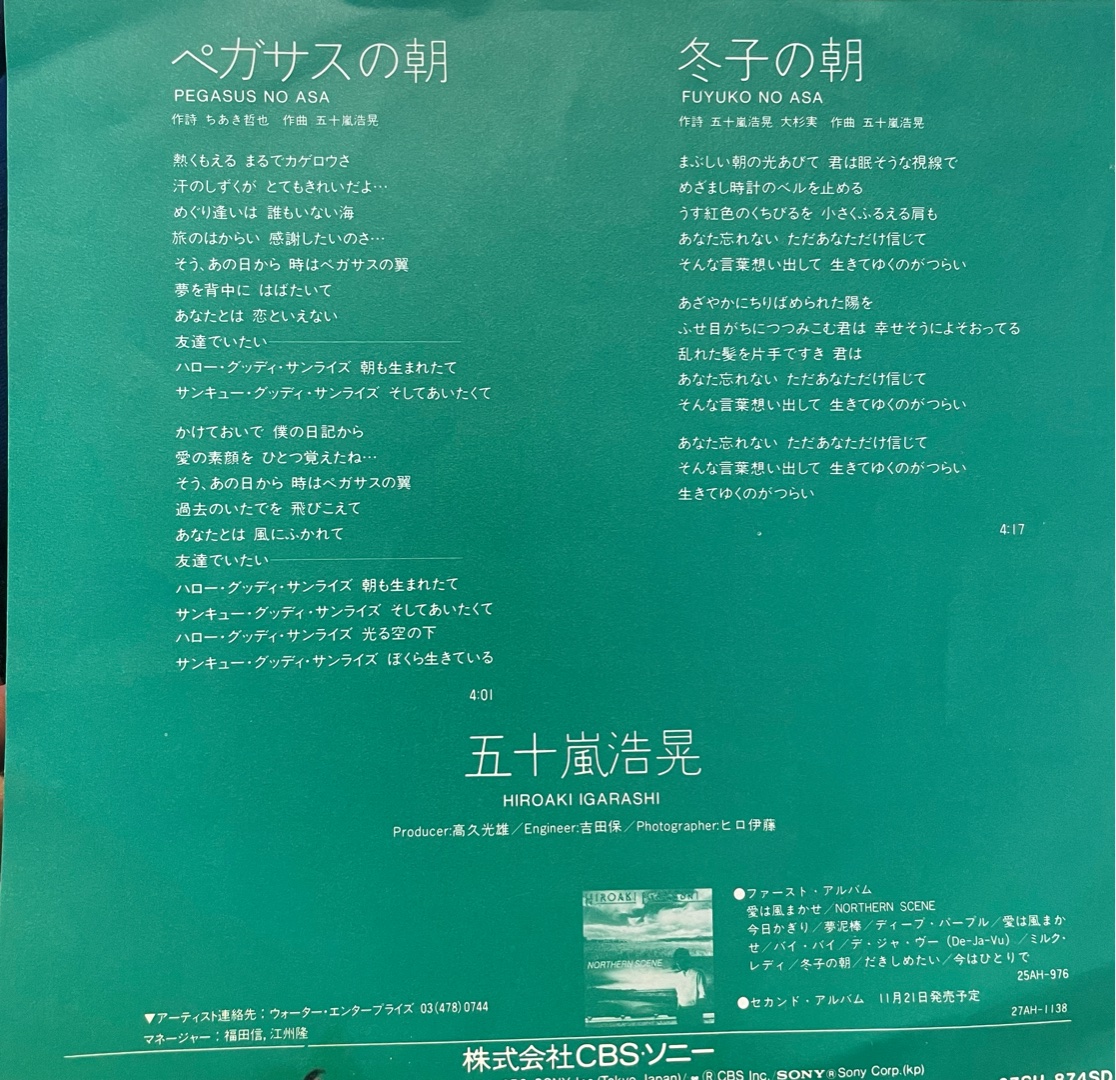 ペガサスの朝
PEGASUS NO ASA
作詩 ちあき哲也 作曲 五十嵐浩晃
熱くもえる まるでカゲロウさ
汗のしずくが とてもきれいだよ…
めぐり逢いは 誰もいない海
旅のはからい 感謝したいのさ…
そう、あの日から 時はペガサスの翼
夢を背中に はばたいて
あなたとは 恋といえない
友達でいたい――――――――
ハロー・グッディ・サンライズ 朝も生まれたて
サンキュー・グッディ・サンライズ そしてあいたくて
かけておいで 僕の日記から
愛の素顔を ひとつ覚えたね…
そう、あの日から 時はペガサスの翼
過去のいたでを 飛びこえて
あなたとは 風にふかれて
友達でいたい――――――――
ハロー・グッディ・サンライズ 朝も生まれたて
サンキュー・グッディ・サンライズ そしてあいたくて
ハロー・グッディ・サンライズ 光る空の下
サンキュー・グッディ・サンライズ ぼくら生きている
4:01
冬子の朝
FUYUKO NO ASA
作詩 五十嵐浩晃 大杉実 作曲 五十嵐浩晃
まぶしい朝の光あびて 君は眠そうな視線で
めざまし時計のベルを止める
うす紅色のくちびるを 小さくふるえる肩も
あなた忘れない ただあなただけ信じて
そんな言葉想い出して 生きてゆくのがつらい
あざやかにちりばめられた陽を
ふせ目がちにつつみこむ君は 幸せそうによそおってる
乱れた髪を片手ですき 君は
あなた忘れない ただあなただけ信じて
そんな言葉想い出して 生きてゆくのがつらい
あなた忘れない ただあなただけ信じて
そんな言葉想い出して 生きてゆくのがつらい
生きてゆくのがつらい
4:17
五十嵐浩晃
HIROAKI IGARASHI
Producer:高久光雄／Engineer:吉田保／Photographer:ヒロ伊藤
HIROAKI IGARASHI
NORTHERN SCENE
●ファースト・アルバム
愛は風まかせ／NORTHERN SCENE
今日かぎり／夢泥棒／ディープ・パープル／愛は風まか
せ／バイ・バイ／デ・ジャ・ヴー（De-Ja-Vu）／ミルク・
レディ／冬子の朝／だきしめたい／今はひとりで
25AH-976
●セカンド・アルバム 11月21日発売予定
27AH-1138
▼アーティスト連絡先：ウォーター・エンタープライズ 03(478)0744
マネージャー：福田信, 江州隆
株式会社CBS・ソニー
(Tokyo, Japan)/ ®CBS Inc. /SONY®Sony Corp.(kp)